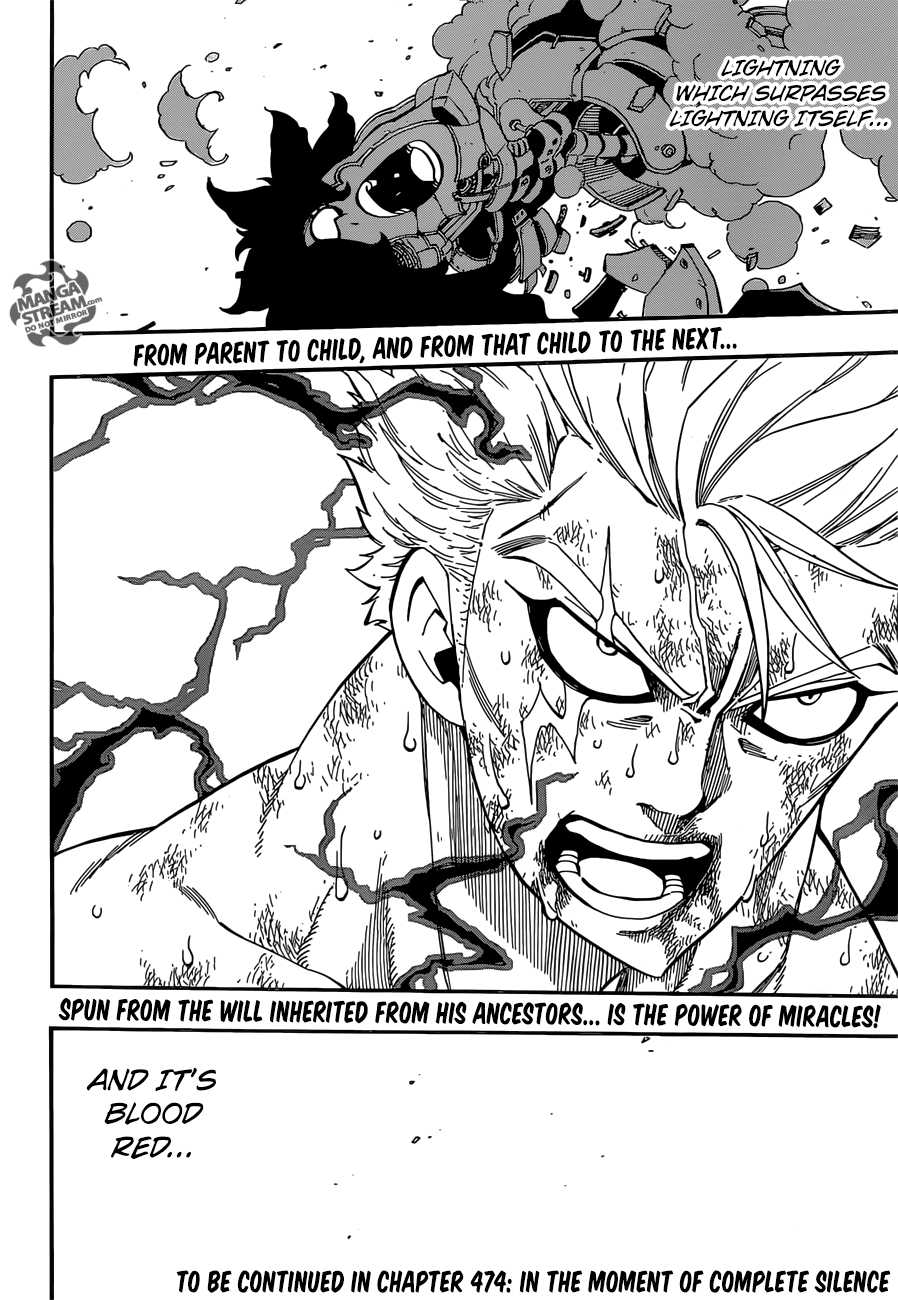 LIGHTNING
WHICH SURPASSES
LIGHTNING ITSELF...
MANGA
STREAM.com
DO NOT MIRROR
FROM PARENT TO CHILD, AND FROM THAT CHILD TO THE NEXT...
SPUN FROM THE WILL INHERITED FROM HIS ANCESTORS... IS THE POWER OF MIRACLES!
AND IT'S
BLOOD
RED...
TO BE CONTINUED IN CHAPTER 474: IN THE MOMENT OF COMPLETE SILENCE